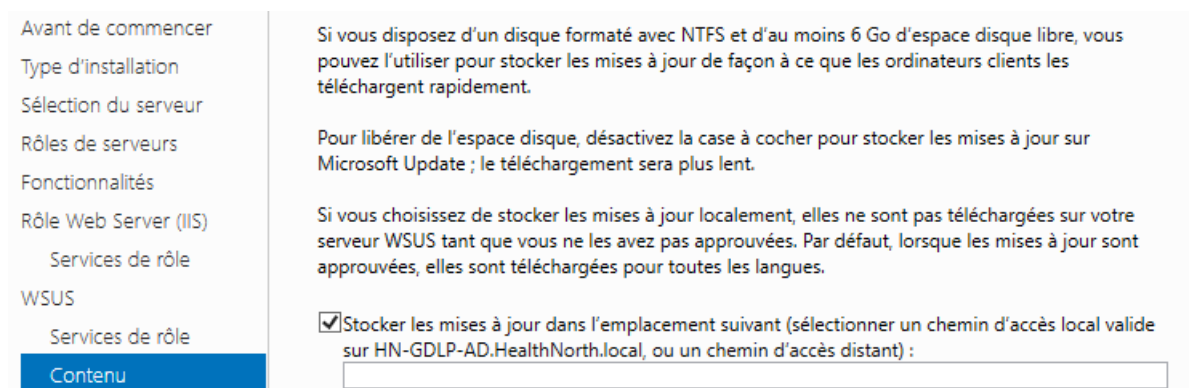 Avant de commencer
Type d'installation
Sélection du serveur
Rôles de serveurs
Fonctionnalités
Rôle Web Server (IIS)
Services de rôle
WSUS
Services de rôle
Contenu
Si vous disposez d'un disque formaté avec NTFS et d'au moins 6 Go d'espace disque libre, vous
pouvez l'utiliser pour stocker les mises à jour de façon à ce que les ordinateurs clients les
téléchargent rapidement.
Pour libérer de l'espace disque, désactivez la case à cocher pour stocker les mises à jour sur
Microsoft Update ; le téléchargement sera plus lent.
Si vous choisissez de stocker les mises à jour localement, elles ne sont pas téléchargées sur votre
serveur WSUS tant que vous ne les avez pas approuvées. Par défaut, lorsque les mises à jour sont
approuvées, elles sont téléchargées pour toutes les langues.
Stocker les mises à jour dans l'emplacement suivant (sélectionner un chemin d'accès local valide
sur HN-GDLP-AD.HealthNorth.local, ou un chemin d'accès distant) :